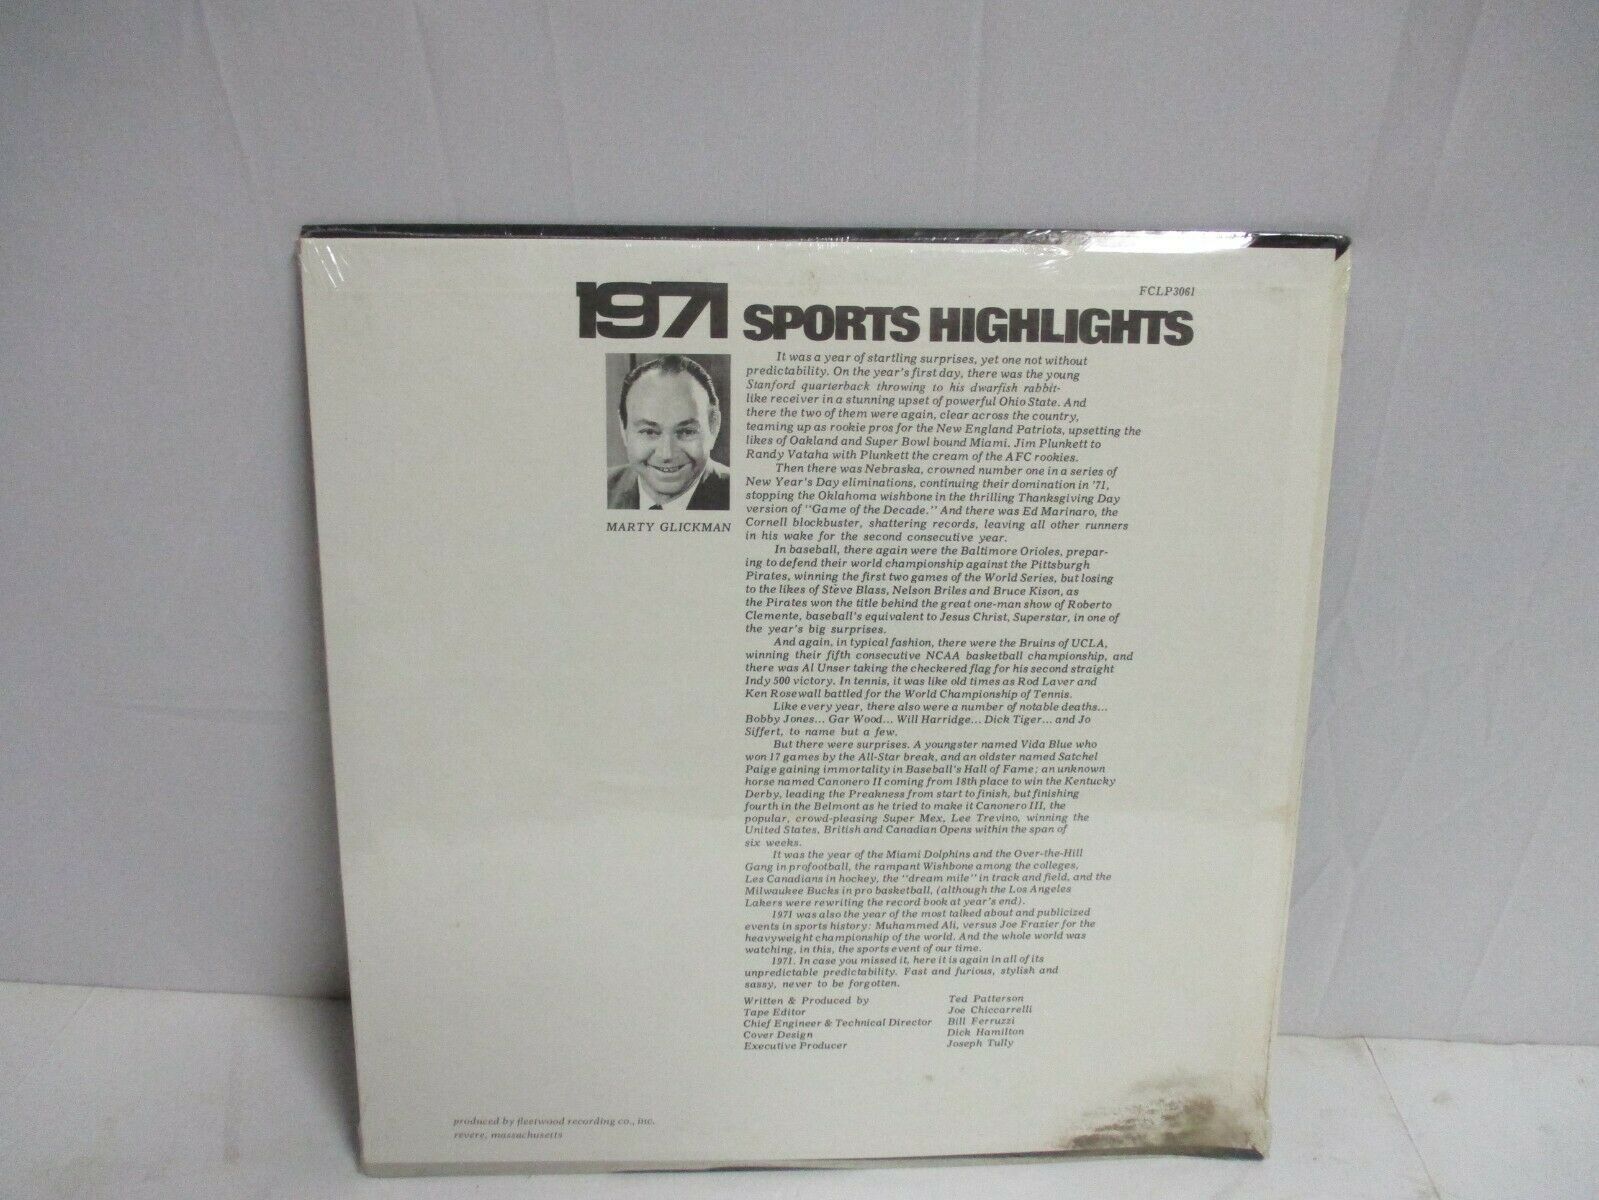 FCLP3061
1971 SPORTS HIGHLIGHTS
MARTY GLICKMAN
It was a year of startling surprises, yet one not without
predictability. On the year's first day, there was the young
Stanford quarterback throwing to his dwarfish rabbit-
like receiver in a stunning upset of powerful Ohio State. And
there the two of them were again, clear across the country,
teaming up as rookie pros for the New England Patriots, upsetting the
likes of Oakland and Super Bowl bound Miami. Jim Plunkett to
Randy Vataha with Plunkett the cream of the AFC rookies.
Then there was Nebraska, crowned number one in a series of
New Year's Day eliminations, continuing their domination in '71,
stopping the Oklahoma wishbone in the thrilling Thanksgiving Day
version of "Game of the Decade." And there was Ed Marinaro, the
Cornell blockbuster, shattering records, leaving all other runners
in his wake for the second consecutive year.
In baseball, there again were the Baltimore Orioles, prepar-
ing to defend their world championship against the Pittsburgh
Pirates, winning the first two games of the World Series, but losing
to the likes of Steve Blass, Nelson Briles and Bruce Kison, as
the Pirates won the title behind the great one-man show of Roberto
Clemente, baseball's equivalent to Jesus Christ, Superstar, in one of
the year's big surprises.
And again, in typical fashion, there were the Bruins of UCLA,
winning their fifth consecutive NCAA basketball championship, and
there was Al Unser taking the checkered flag for his second straight
Indy 500 victory. In tennis, it was like old times as Rod Laver and
Ken Rosewall battled for the World Championship of Tennis.
Like every year, there also were a number of notable deaths...
Bobby Jones... Gar Wood... Will Harridge... Dick Tiger... and Jo
Siffert, to name but a few.
But there were surprises. A youngster named Vida Blue who
won 17 games by the All-Star break, and an oldster named Satchel
Paige gaining immortality in Baseball's Hall of Fame; an unknown
horse named Canonero II coming from 18th place to win the Kentucky
Derby, leading the Preakness from start to finish, but finishing
fourth in the Belmont as he tried to make it Canonero III, the
popular, crowd-pleasing Super Mex, Lee Trevino, winning the
United States, British and Canadian Opens within the span of
six weeks.
It was the year of the Miami Dolphins and the Over-the-Hill
Gang in profootball, the rampant Wishbone among the colleges,
Les Canadians in hockey, the "dream mile" in track and field, and the
Milwaukee Bucks in pro basketball, (although the Los Angeles
Lakers were rewriting the record book at year's end).
1971 was also the year of the most talked about and publicized
events in sports history: Muhammed Ali, versus Joe Frazier for the
heavyweight championship of the world. And the whole world was
watching, in this, the sports event of our time.
1971. In case you missed it, here it is again in all of its
unpredictable predictability. Fast and furious, stylish and
sassy, never to be forgotten.
Written & Produced by Ted Patterson
Tape Editor Joe Chiccarrelli
Chief Engineer & Technical Director Bill Ferruzzi
Cover Design Dick Hamilton
Executive Producer Joseph Tully
produced by fleetwood recording co., inc.
revere, massachusetts